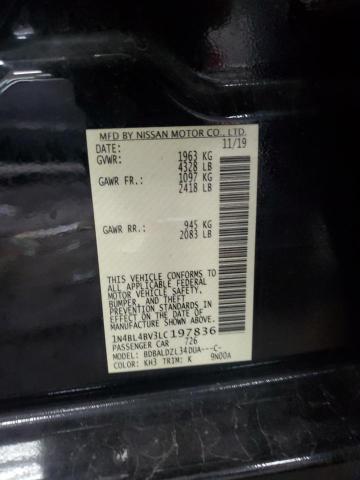 MFD BY NISSAN MOTOR CO., LTD.
DATE: 11/19
GVWR: 1963 KG
4328 LB
GAWR FR.: 1097 KG
2418 LB
GAWR RR.: 945 KG
2083 LB
THIS VEHICLE CONFORMS TO
ALL APPLICABLE FEDERAL
MOTOR VEHICLE SAFETY,
BUMPER, AND THEFT
PREVENTION STANDARDS
IN EFFECT ON THE DATE OF
MANUFACTURE SHOWN
ABOVE.
1N4BL4BV3LC197836
PASSENGER CAR 726
MODEL: BDBALDZL34DUA---C-
COLOR: KH3 TRIM: K 9N00A